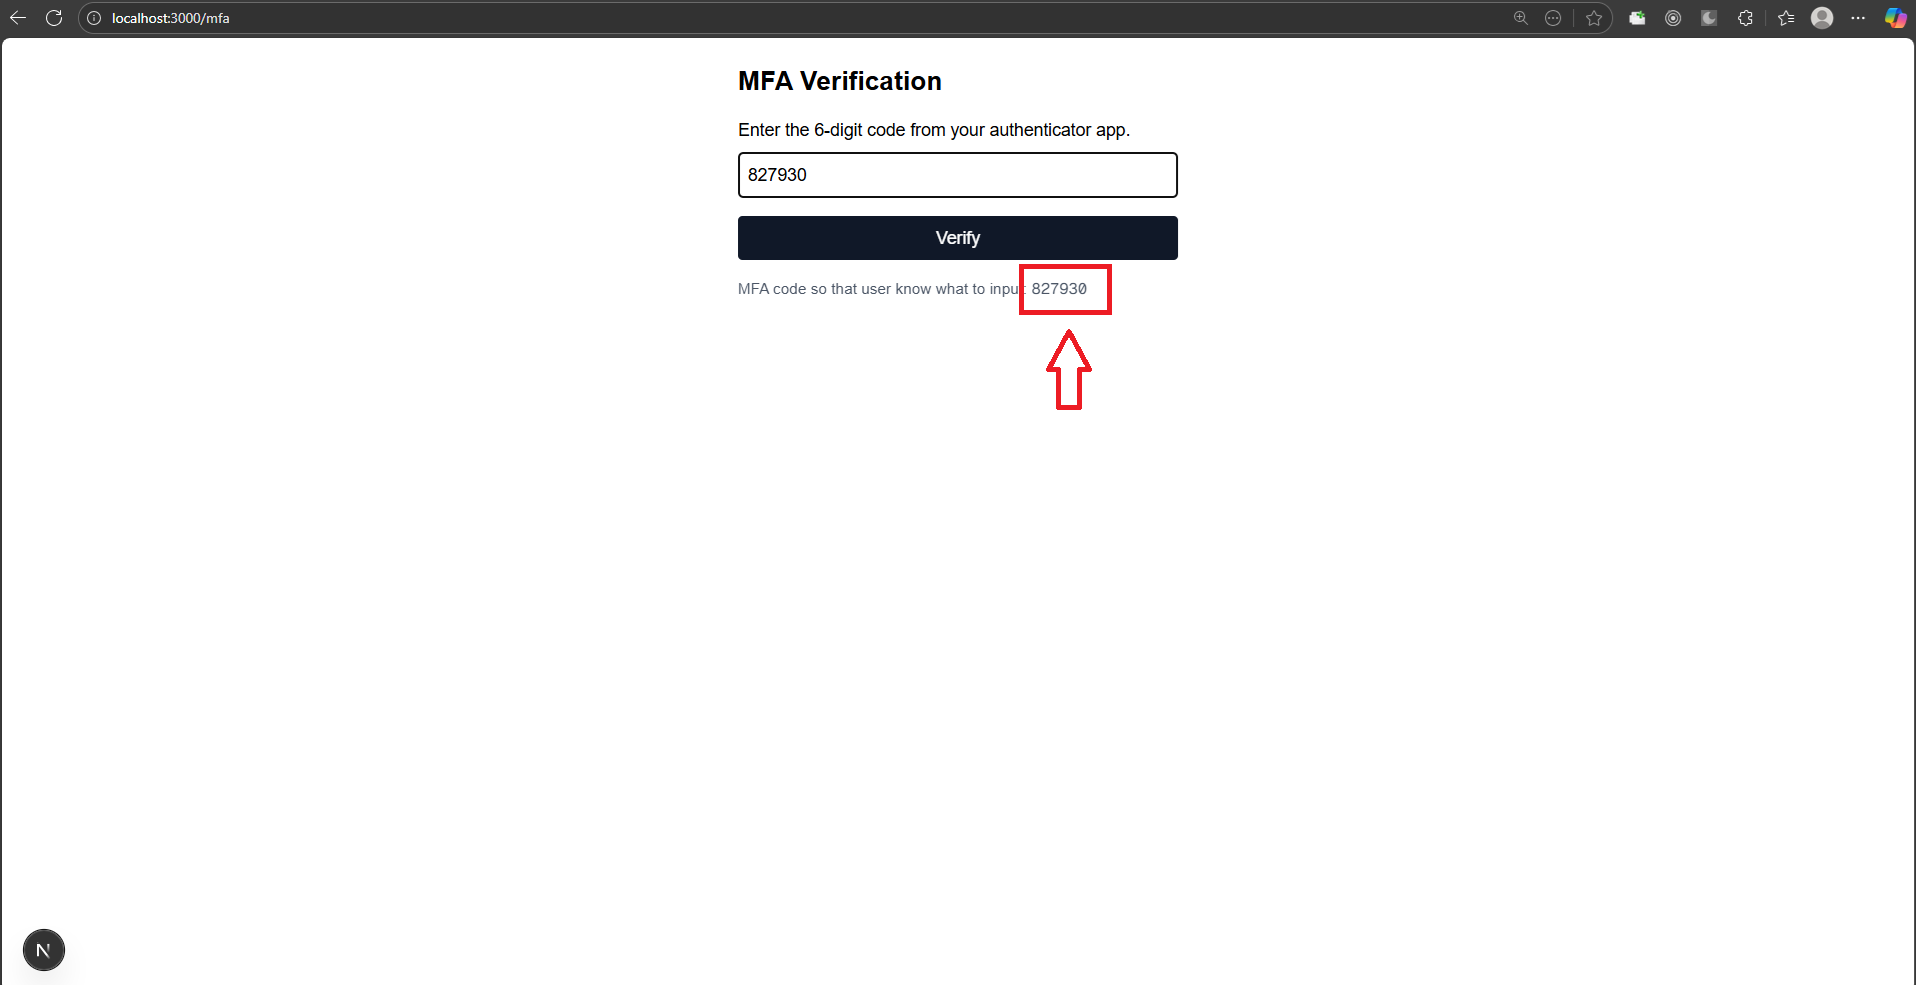 localhost:3000/mfa
MFA Verification
Enter the 6-digit code from your authenticator app.
827930
Verify
MFA code so that user know what to input: 827930
N